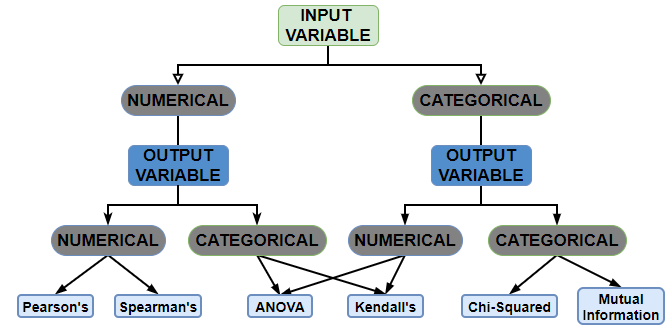 INPUT
VARIABLE
NUMERICAL
CATEGORICAL
OUTPUT
VARIABLE
OUTPUT
VARIABLE
NUMERICAL
CATEGORICAL
NUMERICAL
CATEGORICAL
Pearson's
Spearman's
ANOVA
Kendall's
Chi-Squared
Mutual
Information